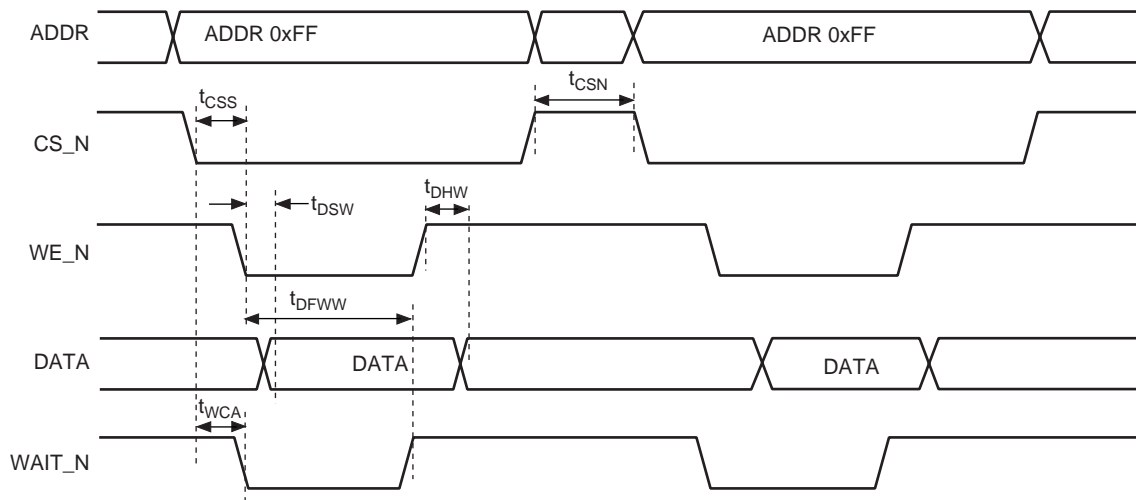 ADDR
ADDR 0xFF
ADDR 0xFF
tCSS
tCSN
CS_N
tDSW
tDHW
WE_N
tDFWW
DATA
DATA
DATA
tWCA
WAIT_N